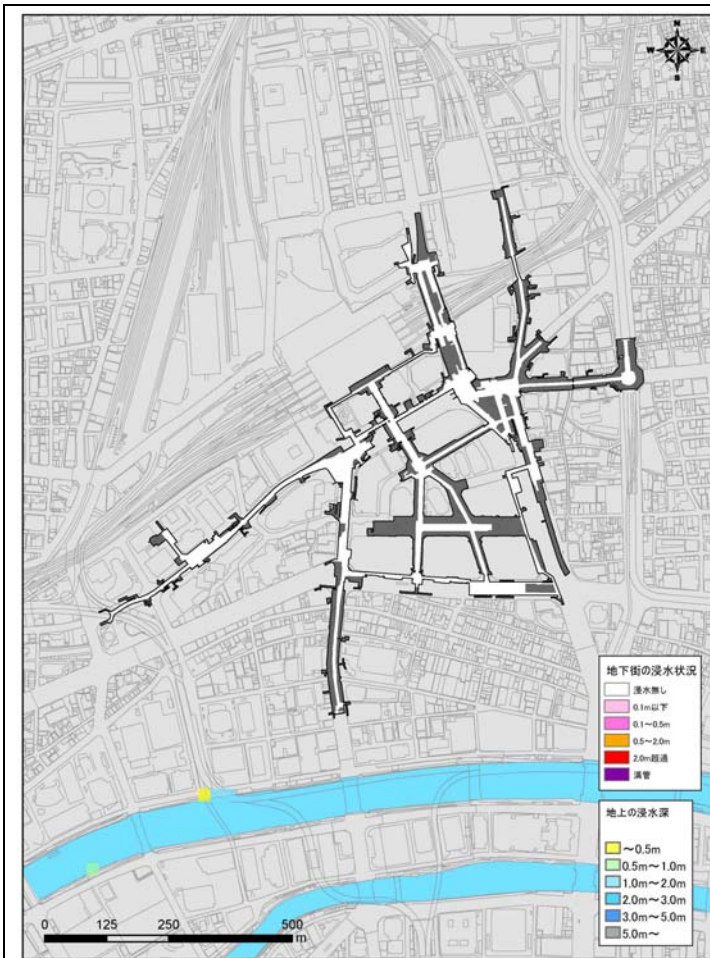 N
W E
S
地下街の浸水状況
浸水無し
0.1m以下
0.1～0.5m
0.5～2.0m
2.0m超過
満管
地上の浸水深
～0.5m
0.5m～1.0m
1.0m～2.0m
2.0m～3.0m
3.0m～5.0m
5.0m～
0 125 250 500
m